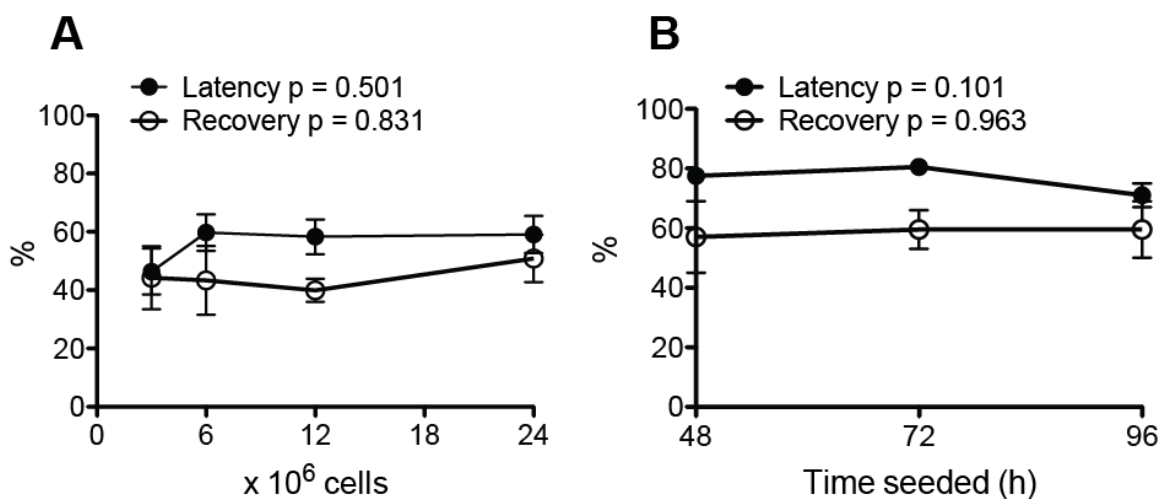 A
Latency p = 0.501
Recovery p = 0.831
100
80
60
40
20
0
%
0 6 12 18 24
x 10⁶ cells
B
Latency p = 0.101
Recovery p = 0.963
100
80
60
40
20
0
%
48 72 96
Time seeded (h)